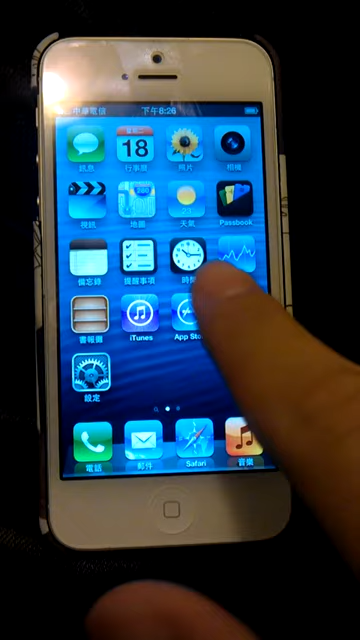 中華電信 下午8:26
星期二
18
訊息 行事曆 照片 相機
23°
視訊 地圖 天氣 Passbook
備忘錄 提醒事項 時
書報攤 iTunes App Sto
設定
電話 郵件 Safari 音樂